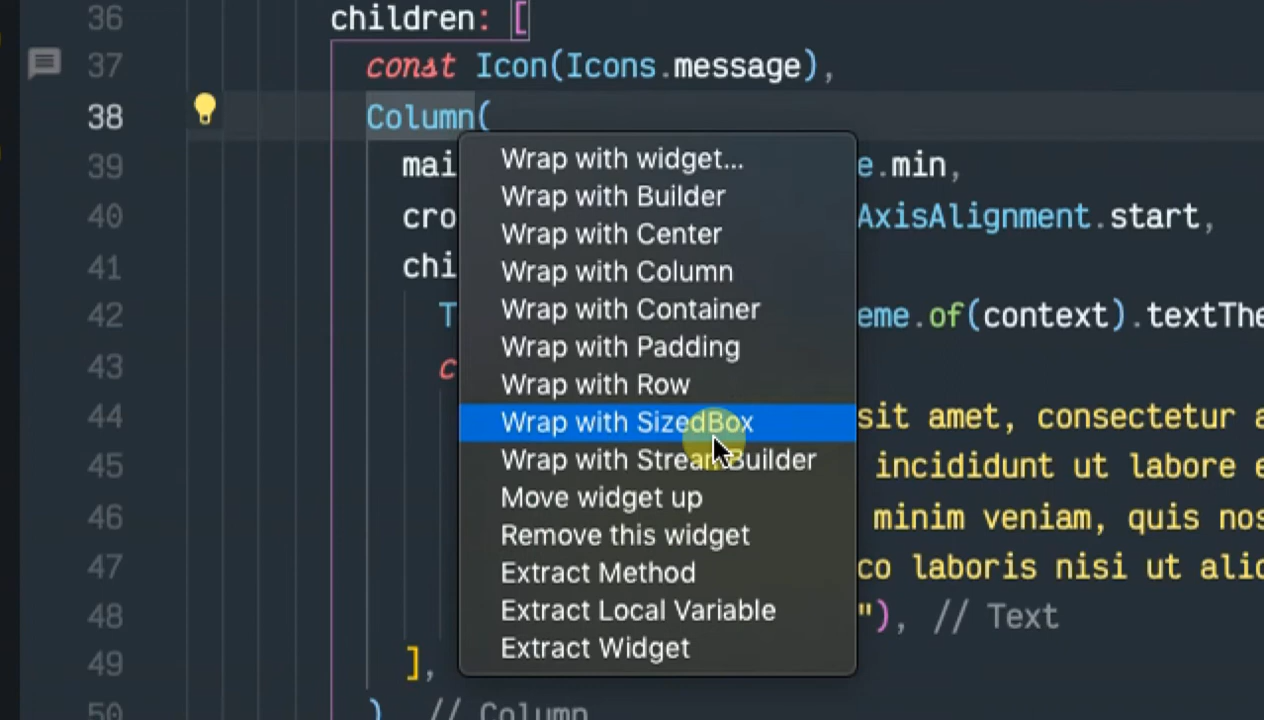 36 children: [
37 const Icon(Icons.message),
38 Column(
Wrap with widget...
39 mai e.min,
Wrap with Builder
40 cro AxisAlignment.start,
Wrap with Center
41 chi
Wrap with Column
42 T eme.of(context).textThe
Wrap with Container
Wrap with Padding
43 c
Wrap with Row
44 sit amet, consectetur a
Wrap with SizedBox
45 incididunt ut labore e
Wrap with StreamBuilder
Move widget up
46 minim veniam, quis nos
Remove this widget
47 co laboris nisi ut aliq
Extract Method
48 "), // Text
Extract Local Variable
49 ],
Extract Widget
50 ) // Column